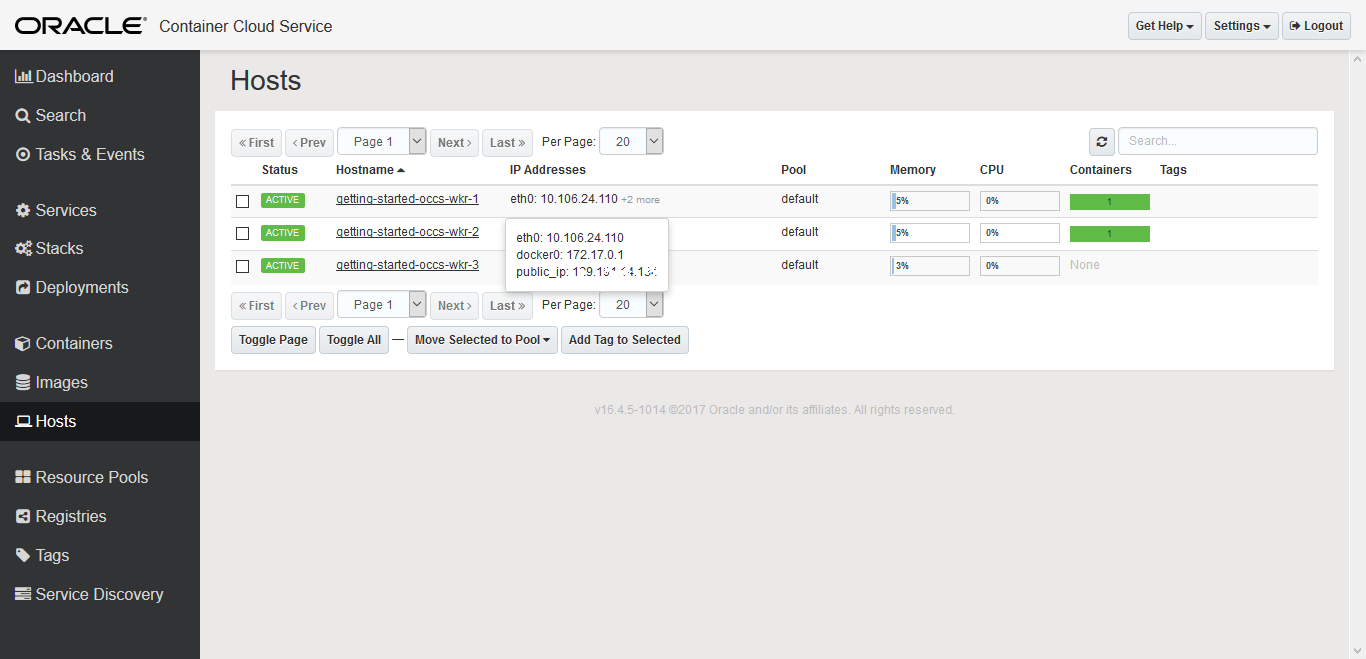 ORACLE® Container Cloud Service Get Help Settings Logout
Dashboard
Search
Tasks & Events
Services
Stacks
Deployments
Containers
Images
Hosts
Resource Pools
Registries
Tags
Service Discovery
Hosts
« First ‹ Prev Page 1 Next › Last » Per Page: 20 Search...
Status Hostname IP Addresses Pool Memory CPU Containers Tags
ACTIVE getting-started-occs-wkr-1 eth0: 10.106.24.110 +2 more default 5% 0% 1
ACTIVE getting-started-occs-wkr-2 default 5% 0% 1
ACTIVE getting-started-occs-wkr-3 default 3% 0% None
eth0: 10.106.24.110
docker0: 172.17.0.1
public_ip:
« First ‹ Prev Page 1 Next › Last » Per Page: 20
Toggle Page Toggle All — Move Selected to Pool Add Tag to Selected
v16.4.5-1014 ©2017 Oracle and/or its affiliates. All rights reserved.